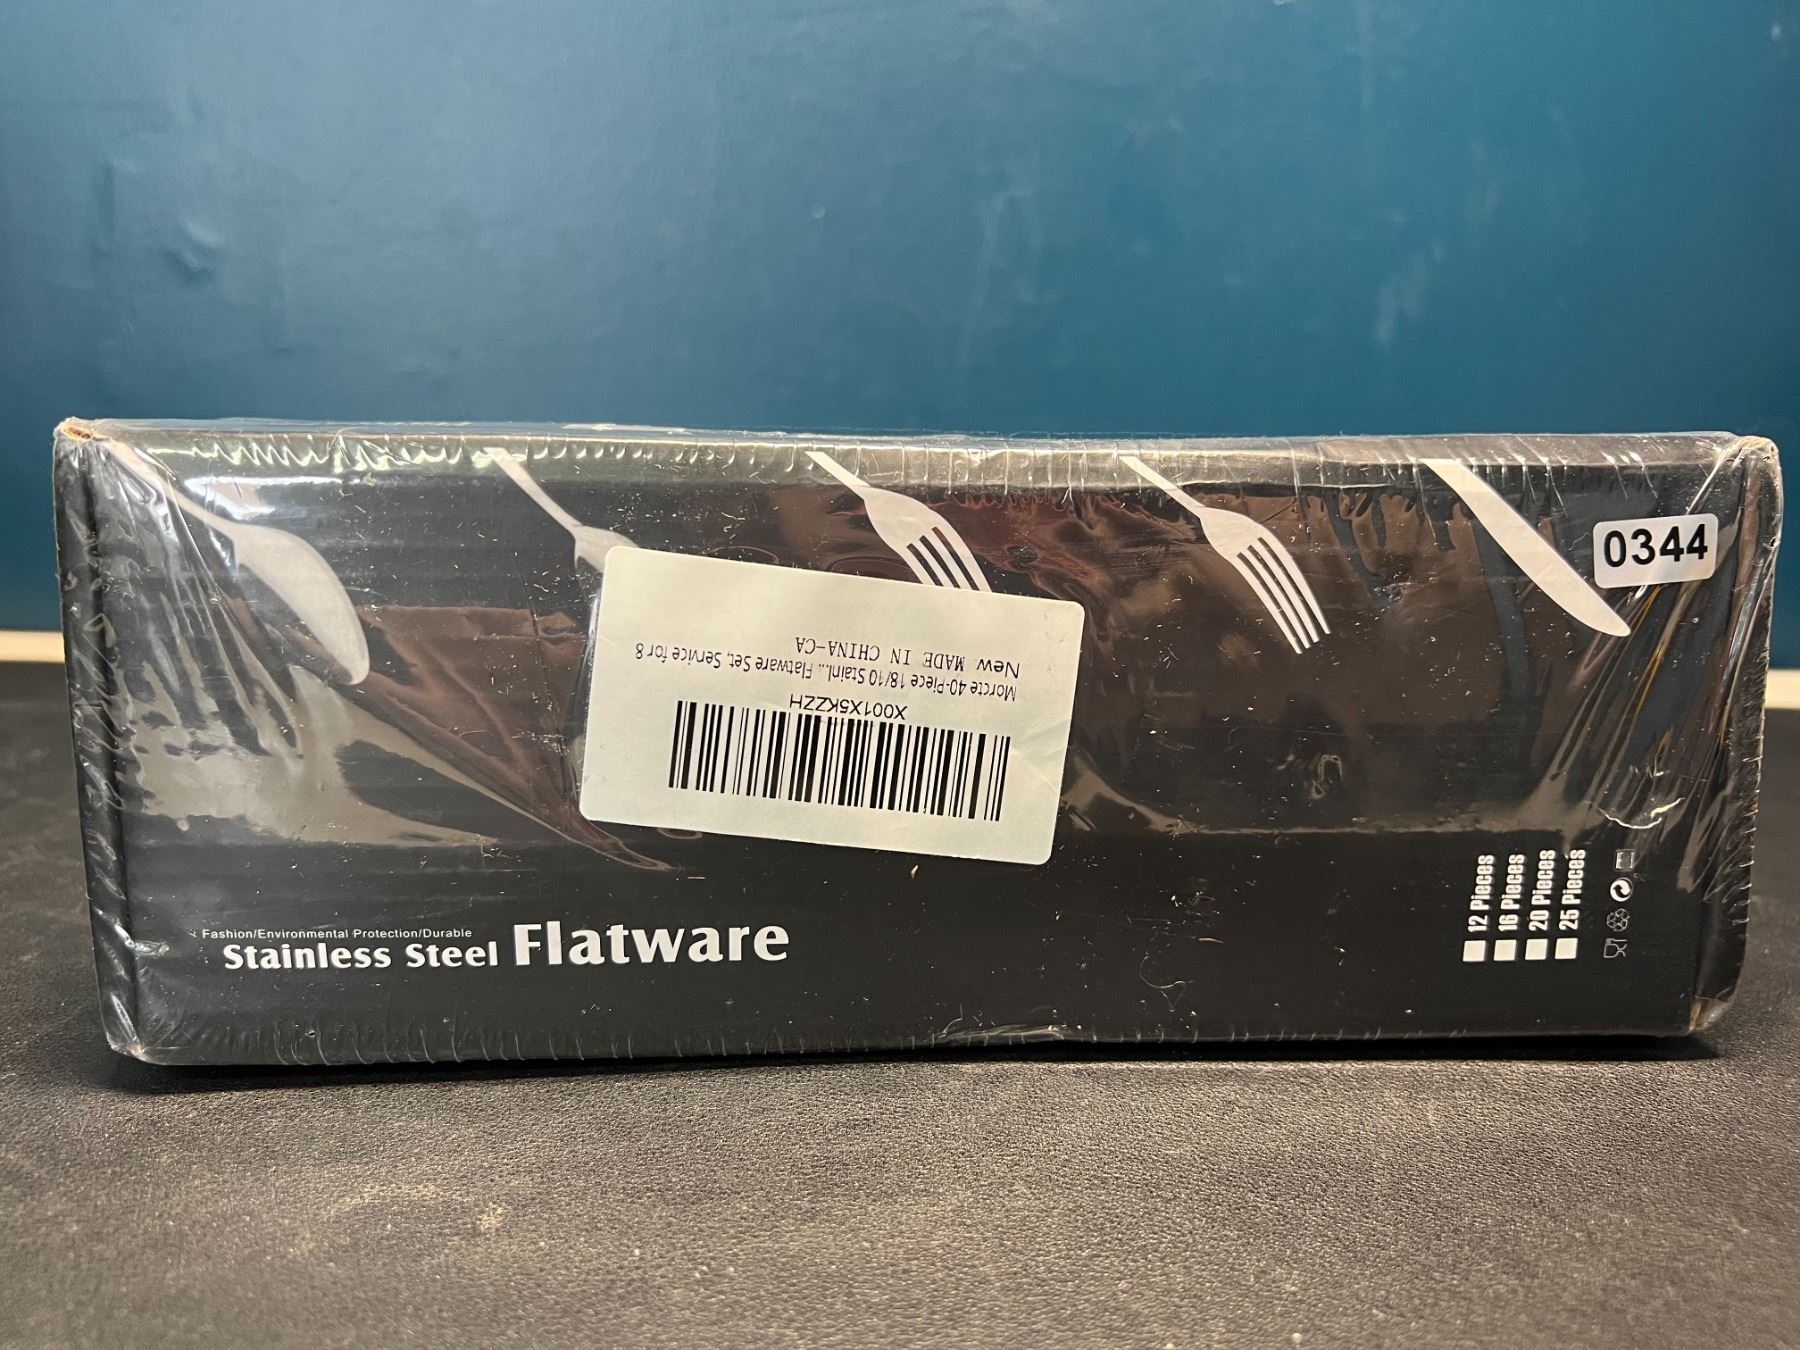 0344
X001X5KZZH
Morcte 40-Piece 18/10 Stainl... Flatware Set, Service for 8
New MADE IN CHINA-CA
Fashion/Environmental Protection/Durable
Stainless Steel Flatware
12 Pieces
16 Pieces
20 Pieces
25 Pieces